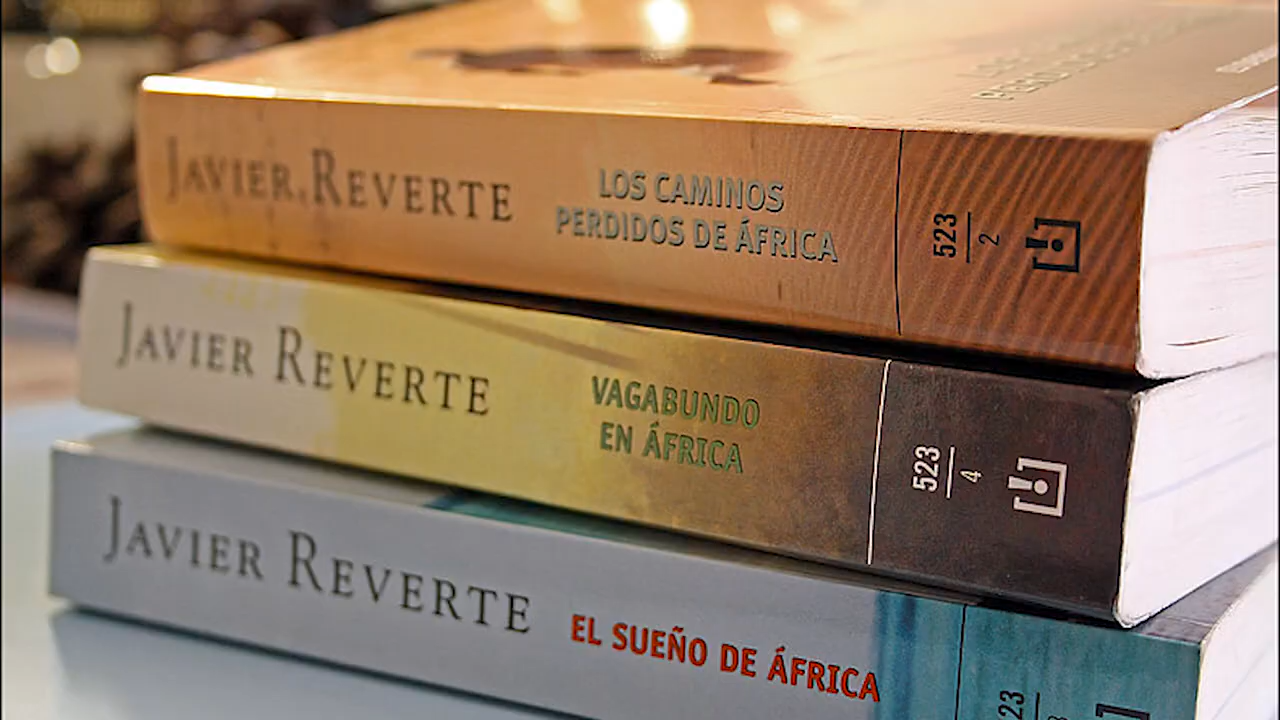 JAVIER REVERTE
LOS CAMINOS
PERDIDOS DE ÁFRICA
523
2
JAVIER REVERTE
VAGABUNDO
EN ÁFRICA
523
4
JAVIER REVERTE
EL SUEÑO DE ÁFRICA
523